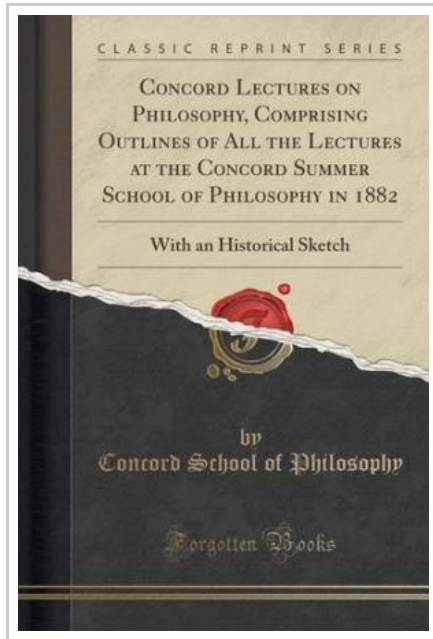 CLASSIC REPRINT SERIES
CONCORD LECTURES ON
PHILOSOPHY, COMPRISING
OUTLINES OF ALL THE LECTURES
AT THE CONCORD SUMMER
SCHOOL OF PHILOSOPHY IN 1882
With an Historical Sketch
by
Concord School of Philosophy
Forgotten Books